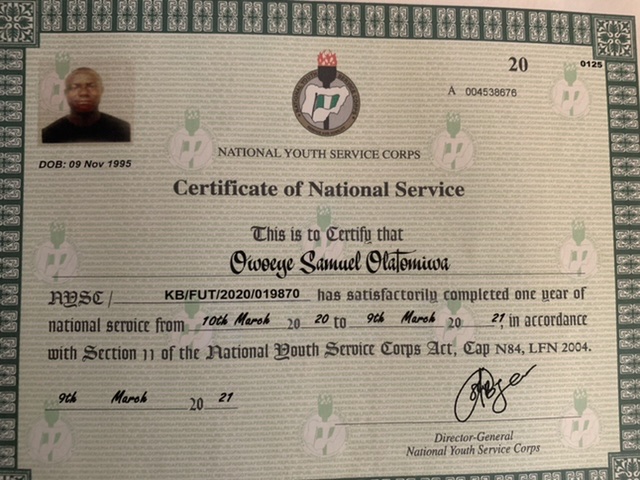 20
0125
A 004538676
DOB: 09 Nov 1995
NATIONAL YOUTH SERVICE CORPS
Certificate of National Service
This is to Certify that
Owoeye Samuel Olatomiwa
NYSC/ KB/FUT/2020/019870 has satisfactorily completed one year of
national service from 10th March 20 20 to 9th March 20 21, in accordance
with Section 11 of the National Youth Service Corps Act, Cap N84, LFN 2004.
9th March 20 21
Director-General
National Youth Service Corps